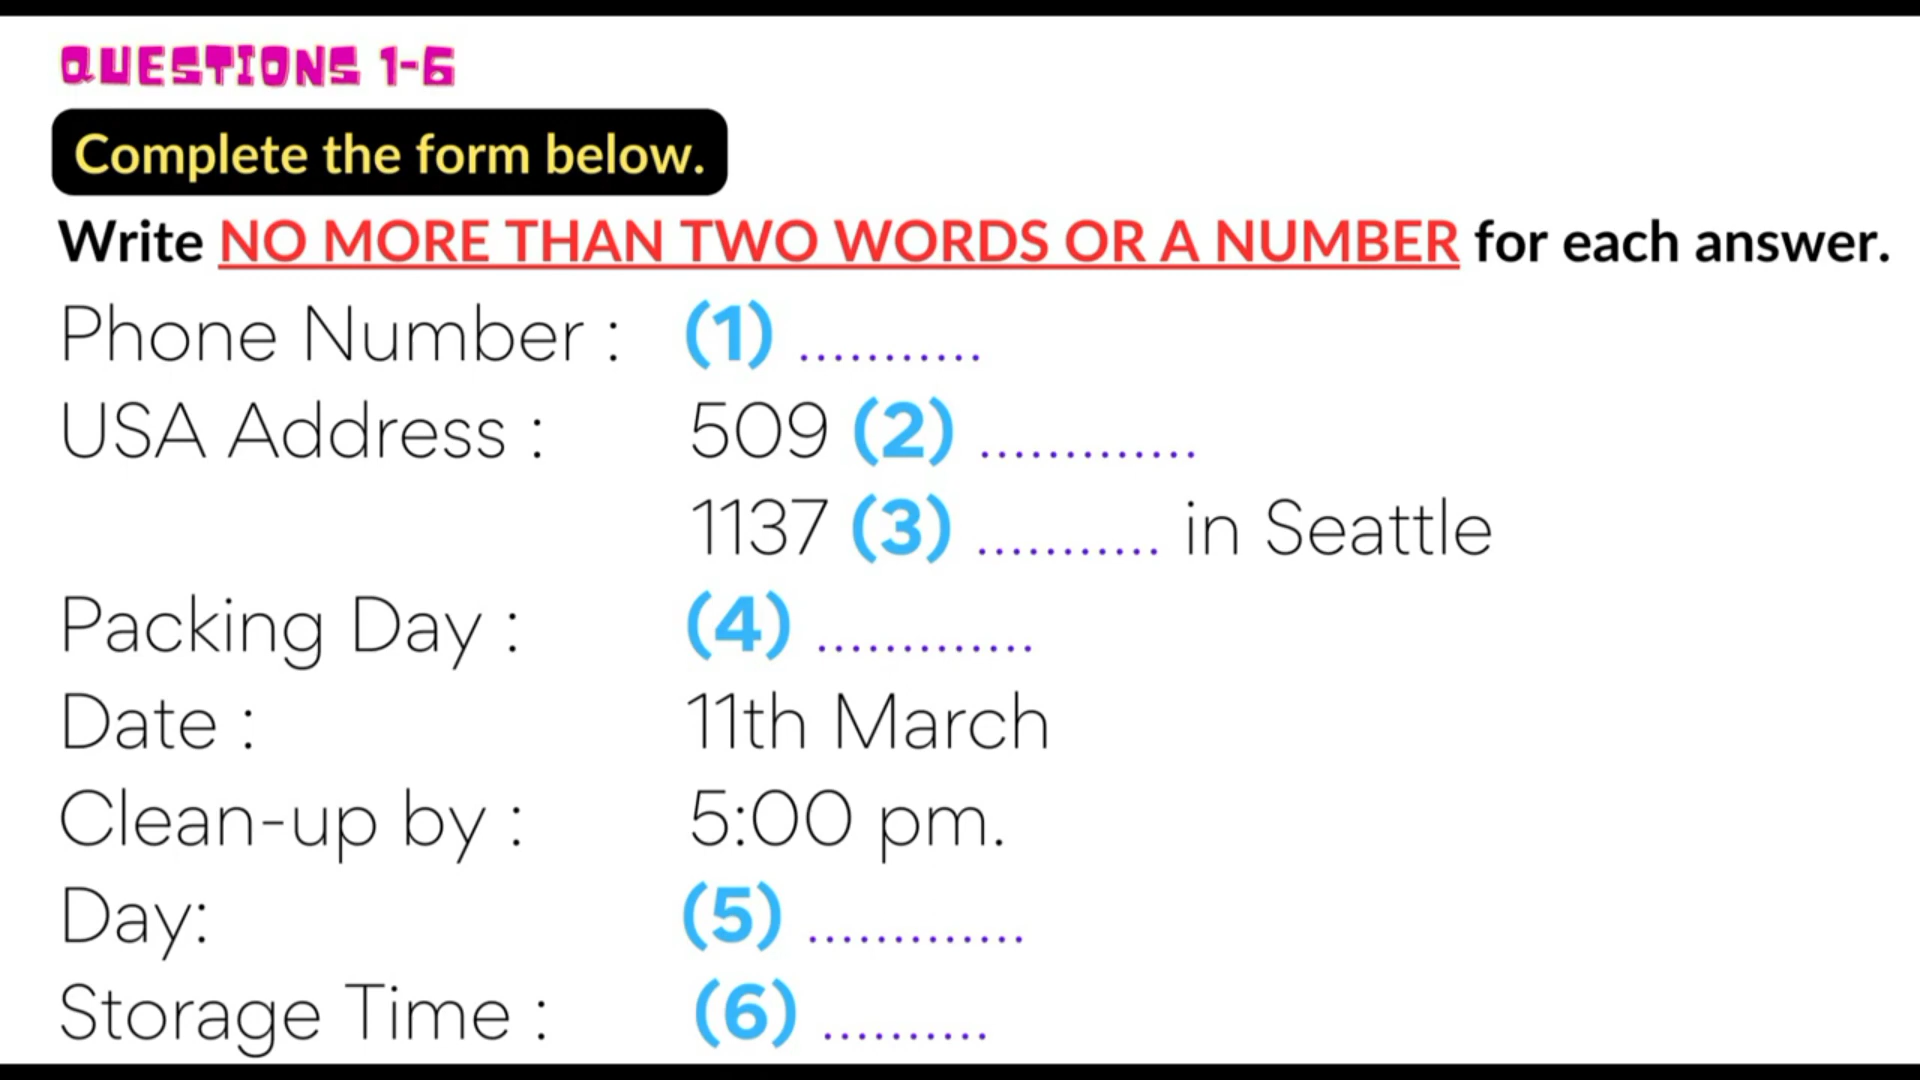 QUESTIONS 1-6
Complete the form below.
Write NO MORE THAN TWO WORDS OR A NUMBER for each answer.
Phone Number : (1) ...........
USA Address : 509 (2) .............
1137 (3) ........... in Seattle
Packing Day : (4) .............
Date : 11th March
Clean-up by : 5:00 pm.
Day: (5) .............
Storage Time : (6) ..........